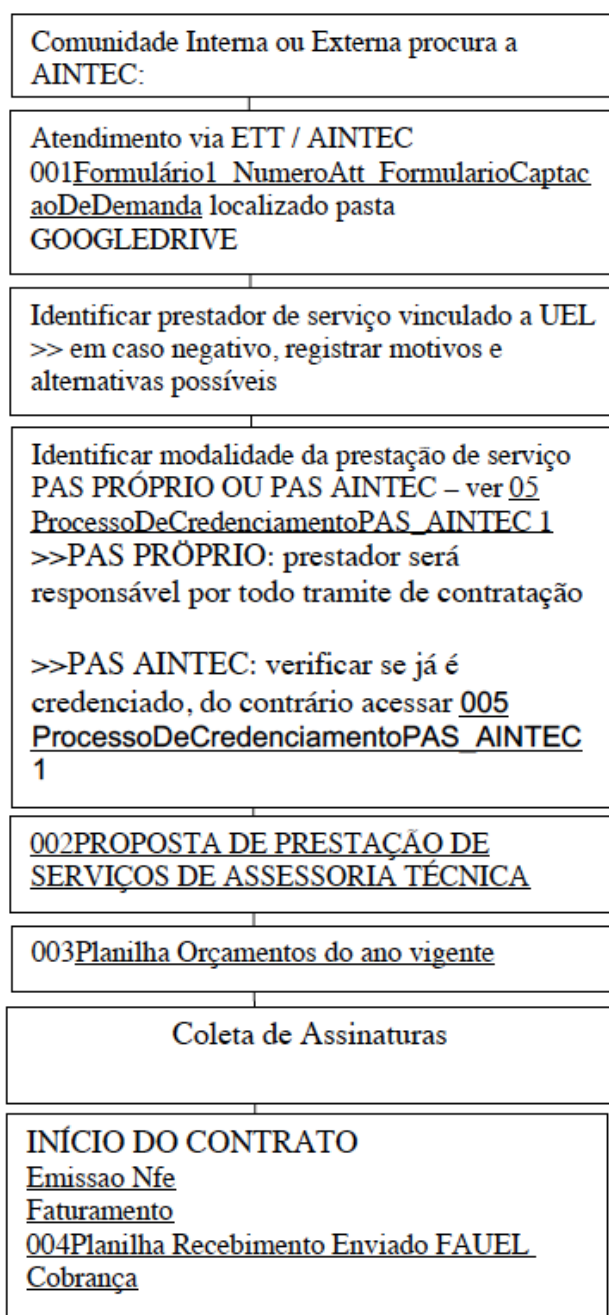 Comunidade Interna ou Externa procura a
AINTEC:
Atendimento via ETT / AINTEC
001Formulário1_NumeroAtt_FormularioCaptac
aoDeDemanda localizado pasta
GOOGLEDRIVE
Identificar prestador de serviço vinculado a UEL
>> em caso negativo, registrar motivos e
alternativas possíveis
Identificar modalidade da prestação de serviço
PAS PRÓPRIO OU PAS AINTEC – ver 05
ProcessoDeCredenciamentoPAS_AINTEC 1
>>PAS PRÖPRIO: prestador será
responsável por todo tramite de contratação
>>PAS AINTEC: verificar se já é
credenciado, do contrário acessar 005
ProcessoDeCredenciamentoPAS_AINTEC
1
002PROPOSTA DE PRESTAÇÃO DE
SERVIÇOS DE ASSESSORIA TÉCNICA
003Planilha Orçamentos do ano vigente
Coleta de Assinaturas
INÍCIO DO CONTRATO
Emissao Nfe
Faturamento
004Planilha Recebimento Enviado FAUEL
Cobrança